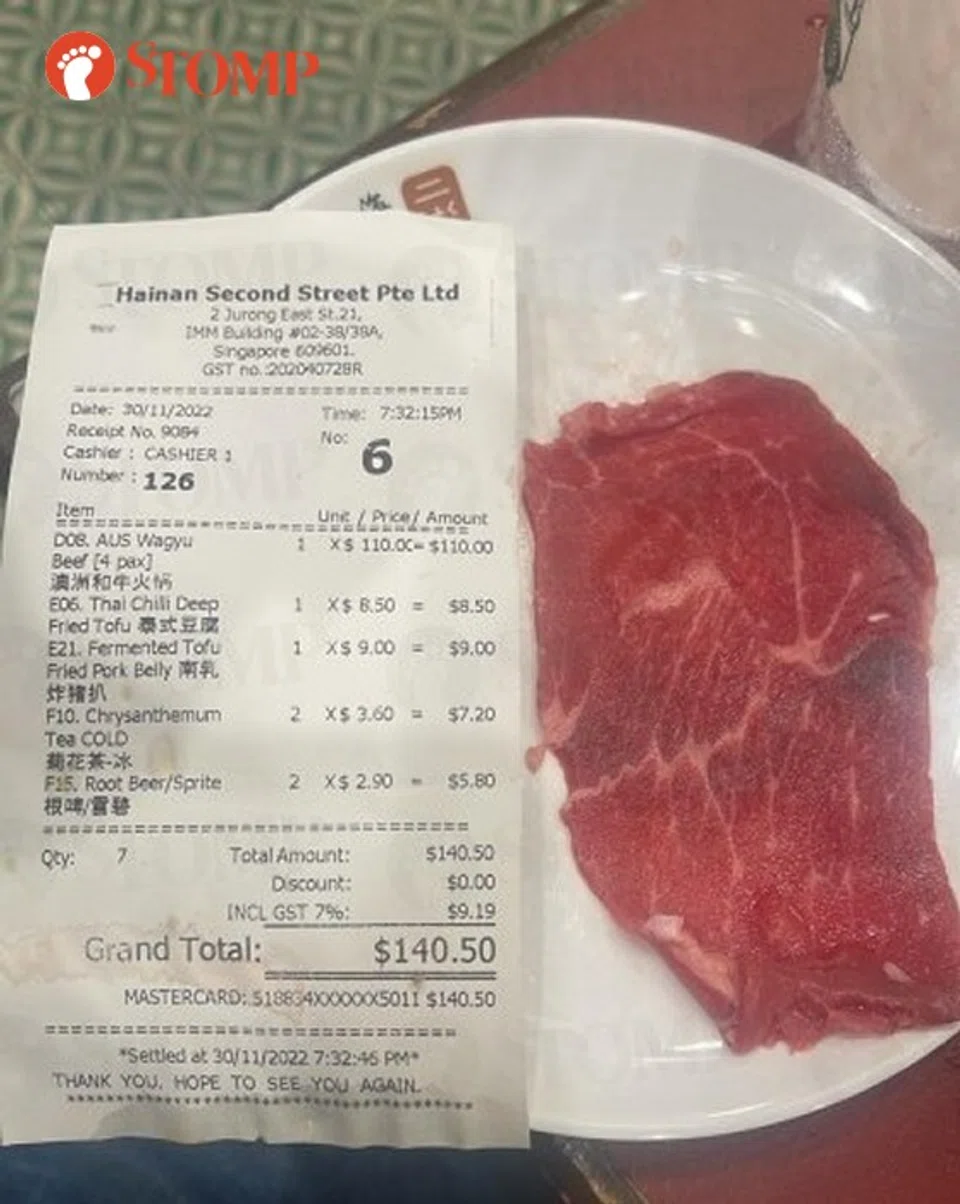 STOMP
Hainan Second Street Pte Ltd
2 Jurong East St.21,
IMM Building #02-38/39A,
Singapore 609601.
GST no.:202040728R
Date: 30/11/2022 Time: 7:32:15PM
Receipt No. 9084 No: 6
Cashier : CASHIER 1
Number : 126
Item Unit / Price/ Amount
D08. AUS Wagyu 1 X$ 110.00= $110.00
Beef [4 pax]
澳洲和牛火锅
E06. Thai Chilli Deep 1 X$ 8.50 = $8.50
Fried Tofu 泰式豆腐
E21. Fermented Tofu 1 X$ 9.00 = $9.00
Fried Pork Belly 南乳
炸猪扒
F10. Chrysanthemum 2 X$ 3.60 = $7.20
Tea COLD
菊花茶-冰
F15. Root Beer/Sprite 2 X$ 2.90 = $5.80
根啤/雪碧
Qty: 7 Total Amount: $140.50
Discount: $0.00
INCL GST 7%: $9.19
Grand Total: $140.50
MASTERCARD: 518834XXXXXX5011 $140.50
*Settled at 30/11/2022 7:32:46 PM*
THANK YOU. HOPE TO SEE YOU AGAIN.